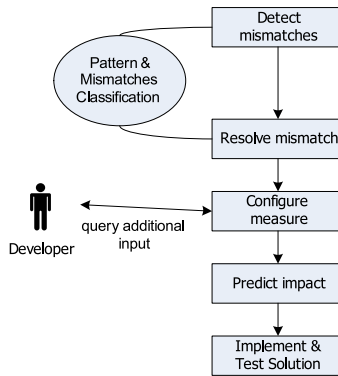 Detect
mismatches
Pattern &
Mismatches
Classification
Resolve mismatch
Configure
measure
query additional
input
Developer
Predict impact
Implement &
Test Solution